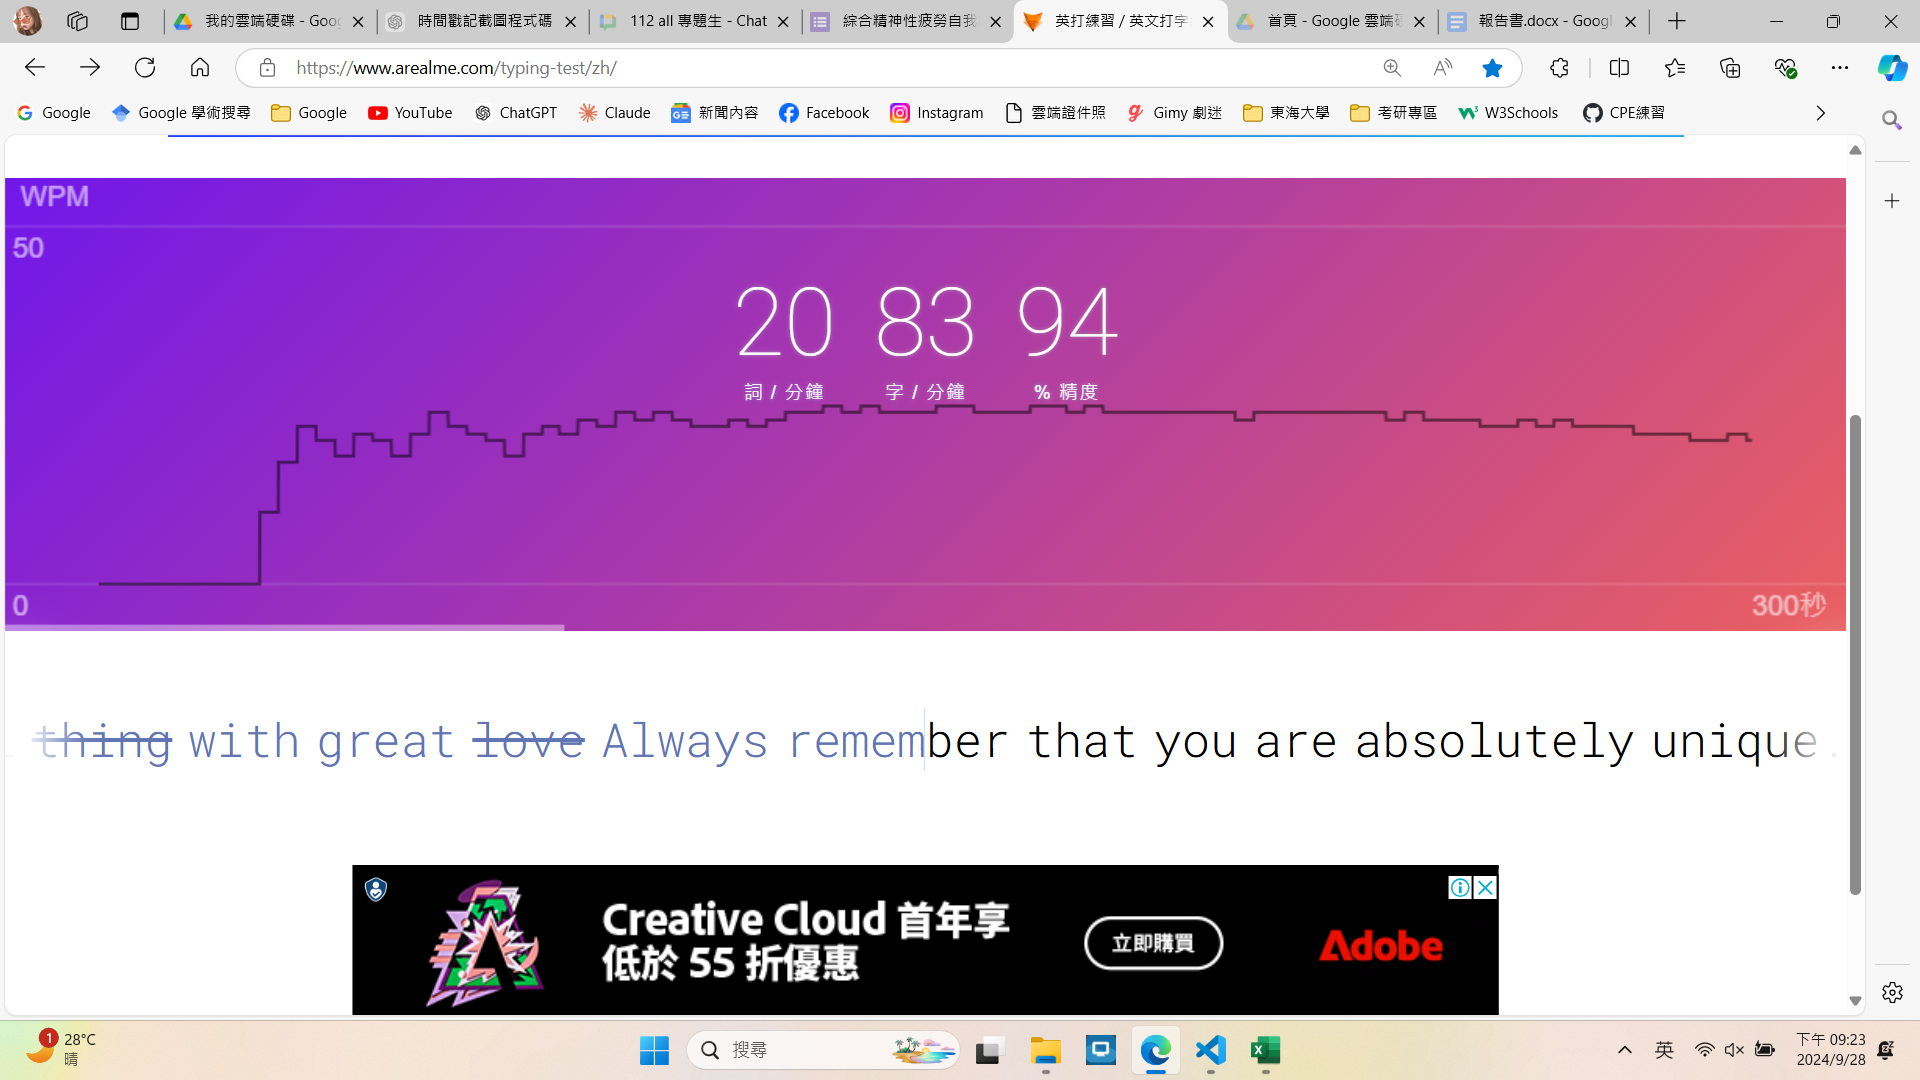 我的雲端硬碟 - Goo
時間戳記截圖程式碼
112 all 專題生 - Chat
綜合精神性疲勞自我
英打練習 / 英文打字
首頁 - Google 雲端硬
報告書.docx - Googl
https://www.arealme.com/typing-test/zh/
Google
Google 學術搜尋
Google
YouTube
ChatGPT
Claude
新聞內容
Facebook
Instagram
雲端證件照
Gimy 劇迷
東海大學
考研專區
W3Schools
CPE練習
WPM
50
20 83 94
詞 / 分鐘 字 / 分鐘 % 精度
0
300秒
thing with great love Always remember that you are absolutely unique.
Creative Cloud 首年享
低於 55 折優惠
立即購買
Adobe
1
28°C
晴
搜尋
英
下午 09:23
2024/9/28